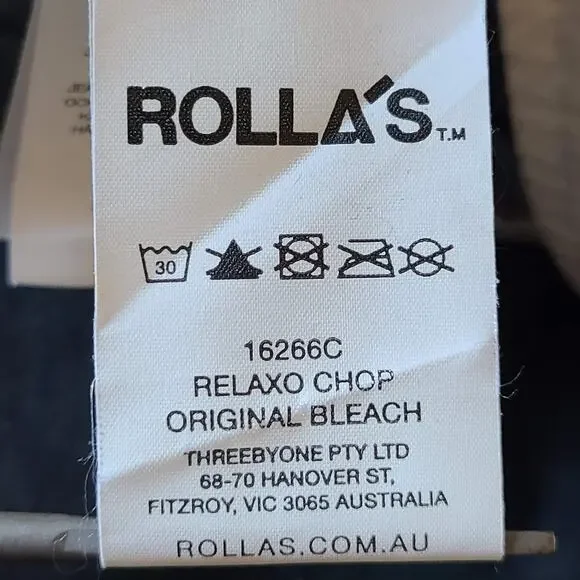 ROLLA'S T.M
30
16266C
RELAXO CHOP
ORIGINAL BLEACH
THREEBYONE PTY LTD
68-70 HANOVER ST,
FITZROY, VIC 3065 AUSTRALIA
ROLLAS.COM.AU